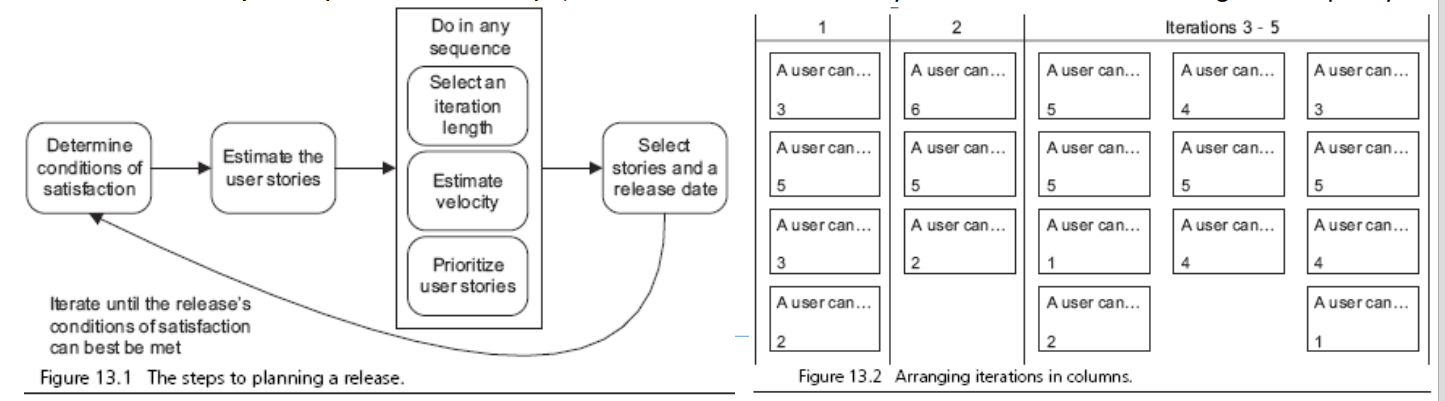 Do in any
sequence
Select an
iteration
length
Determine
conditions of
satisfaction
Estimate the
user stories
Estimate
velocity
Prioritize
user stories
Select
stories and a
release date
Iterate until the release's
conditions of satisfaction
can best be met
Figure 13.1 The steps to planning a release.
1 2 Iterations 3 - 5
A user can... A user can... A user can... A user can... A user can...
3 6 5 4 3
A user can... A user can... A user can... A user can... A user can...
5 5 5 5 5
A user can... A user can... A user can... A user can... A user can...
3 2 1 4 4
A user can... A user can... A user can...
2 2 1
Figure 13.2 Arranging iterations in columns.